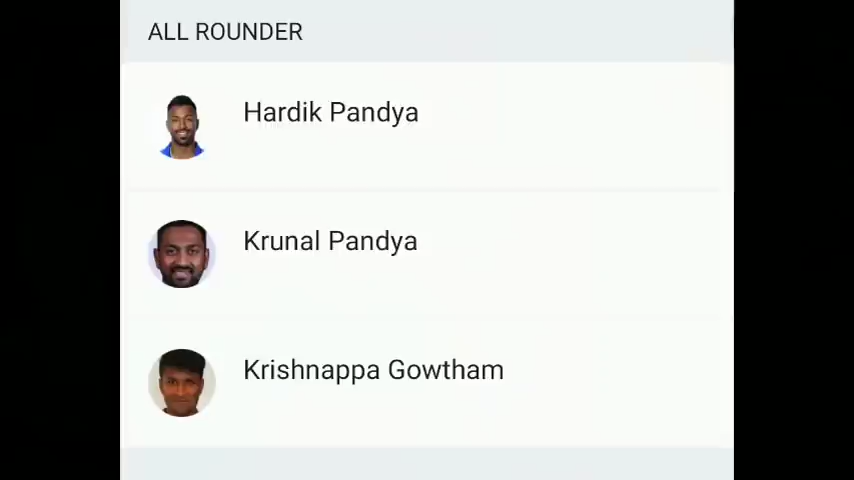 ALL ROUNDER
Hardik Pandya
Krunal Pandya
Krishnappa Gowtham